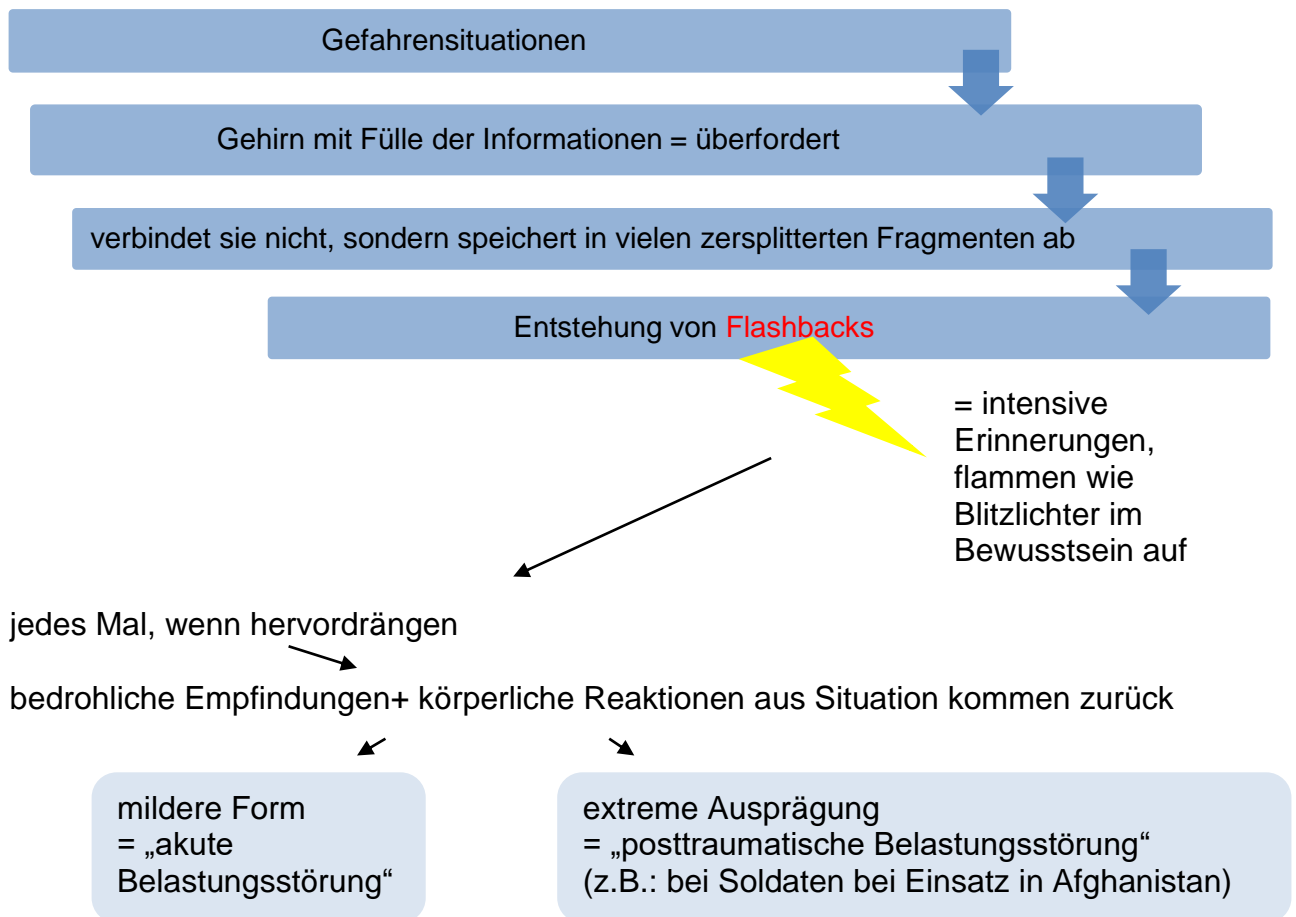 Gefahrensituationen
Gehirn mit Fülle der Informationen = überfordert
verbindet sie nicht, sondern speichert in vielen zersplitterten Fragmenten ab
Entstehung von Flashbacks
= intensive
Erinnerungen,
flammen wie
Blitzlichter im
Bewusstsein auf
jedes Mal, wenn hervordrängen
bedrohliche Empfindungen+ körperliche Reaktionen aus Situation kommen zurück
mildere Form
= „akute
Belastungsstörung“
extreme Ausprägung
= „posttraumatische Belastungsstörung“
(z.B.: bei Soldaten bei Einsatz in Afghanistan)